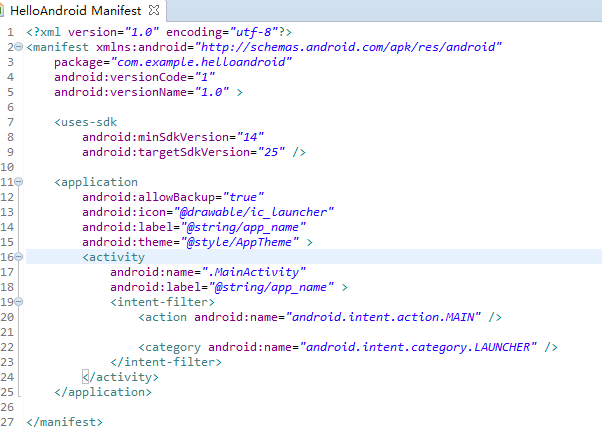 HelloAndroid Manifest
1 <?xml version="1.0" encoding="utf-8"?>
2 <manifest xmlns:android="http://schemas.android.com/apk/res/android"
3     package="com.example.helloandroid"
4     android:versionCode="1"
5     android:versionName="1.0" >
6
7     <uses-sdk
8         android:minSdkVersion="14"
9         android:targetSdkVersion="25" />
10
11     <application
12         android:allowBackup="true"
13         android:icon="@drawable/ic_launcher"
14         android:label="@string/app_name"
15         android:theme="@style/AppTheme" >
16         <activity
17             android:name=".MainActivity"
18             android:label="@string/app_name" >
19             <intent-filter>
20                 <action android:name="android.intent.action.MAIN" />
21
22                 <category android:name="android.intent.category.LAUNCHER" />
23             </intent-filter>
24         </activity>
25     </application>
26
27 </manifest>